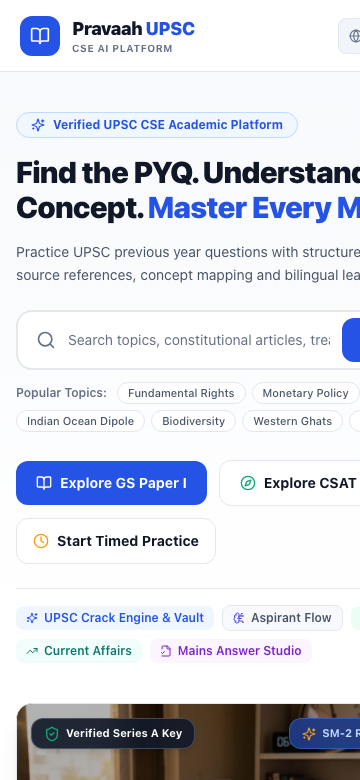 Pravaah UPSC
CSE AI PLATFORM
Verified UPSC CSE Academic Platform
Find the PYQ. Understand
Concept. Master Every M
Practice UPSC previous year questions with structure
source references, concept mapping and bilingual lea
Search topics, constitutional articles, trea
Popular Topics: Fundamental Rights Monetary Policy
Indian Ocean Dipole Biodiversity Western Ghats
Explore GS Paper I Explore CSAT
Start Timed Practice
UPSC Crack Engine & Vault Aspirant Flow
Current Affairs Mains Answer Studio
Verified Series A Key SM-2 R